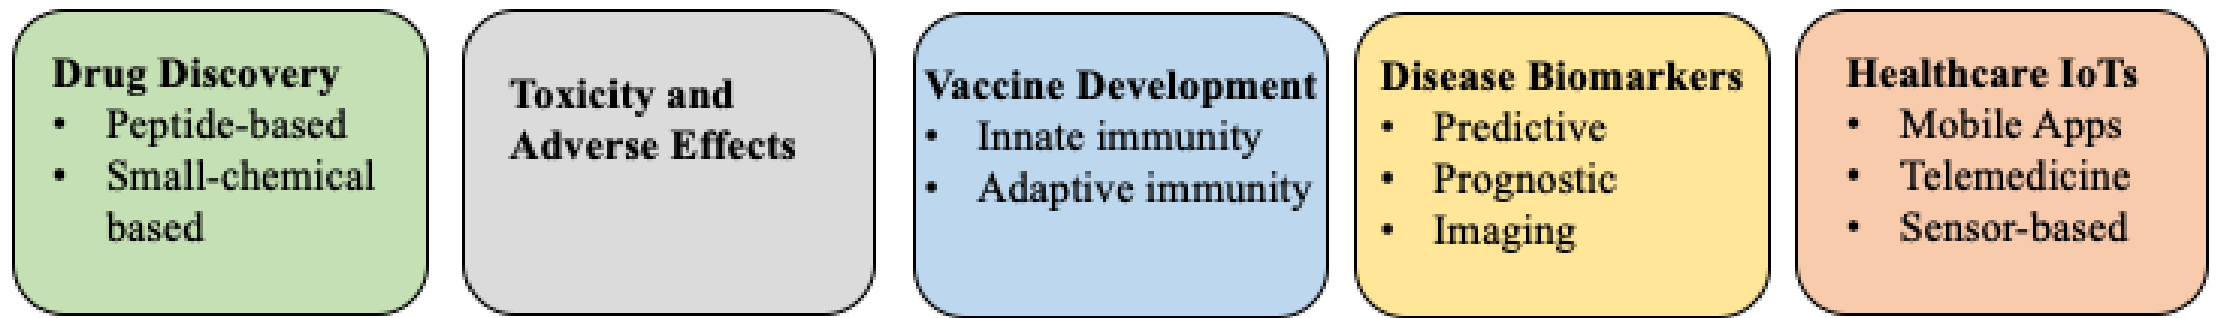 Drug Discovery
• Peptide-based
• Small-chemical
based
Toxicity and
Adverse Effects
Vaccine Development
• Innate immunity
• Adaptive immunity
Disease Biomarkers
• Predictive
• Prognostic
• Imaging
Healthcare IoTs
• Mobile Apps
• Telemedicine
• Sensor-based